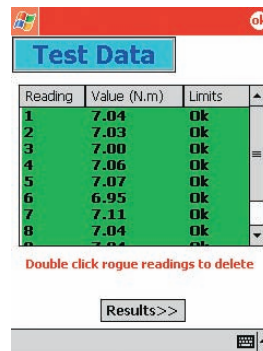 ok
Test Data
Reading Value (N.m) Limits
1 7.04 Ok
2 7.03 Ok
3 7.00 Ok
4 7.06 Ok
5 7.07 Ok
6 6.95 Ok
7 7.11 Ok
8 7.04 Ok
Double click rogue readings to delete
Results>>